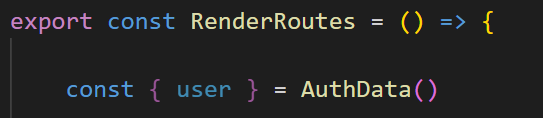 export const RenderRoutes = () => {
const { user } = AuthData()